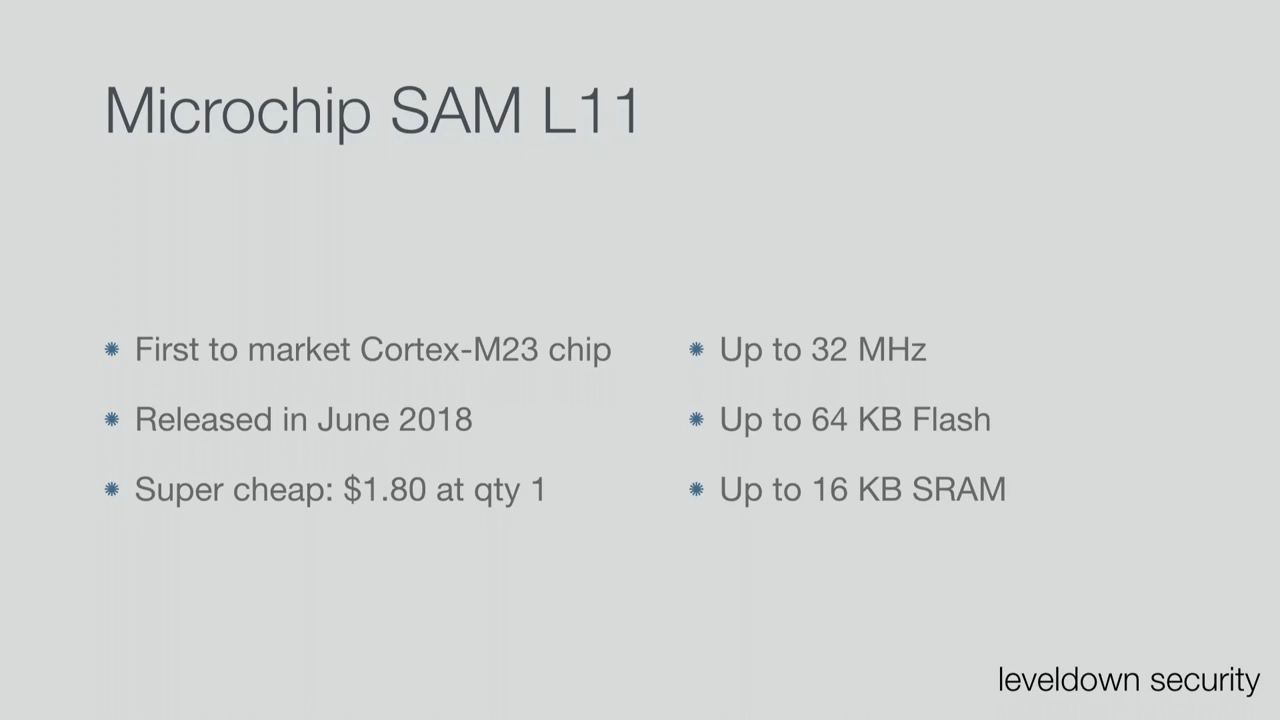 Microchip SAM L11
First to market Cortex-M23 chip
Released in June 2018
Super cheap: $1.80 at qty 1
Up to 32 MHz
Up to 64 KB Flash
Up to 16 KB SRAM
leveldown security